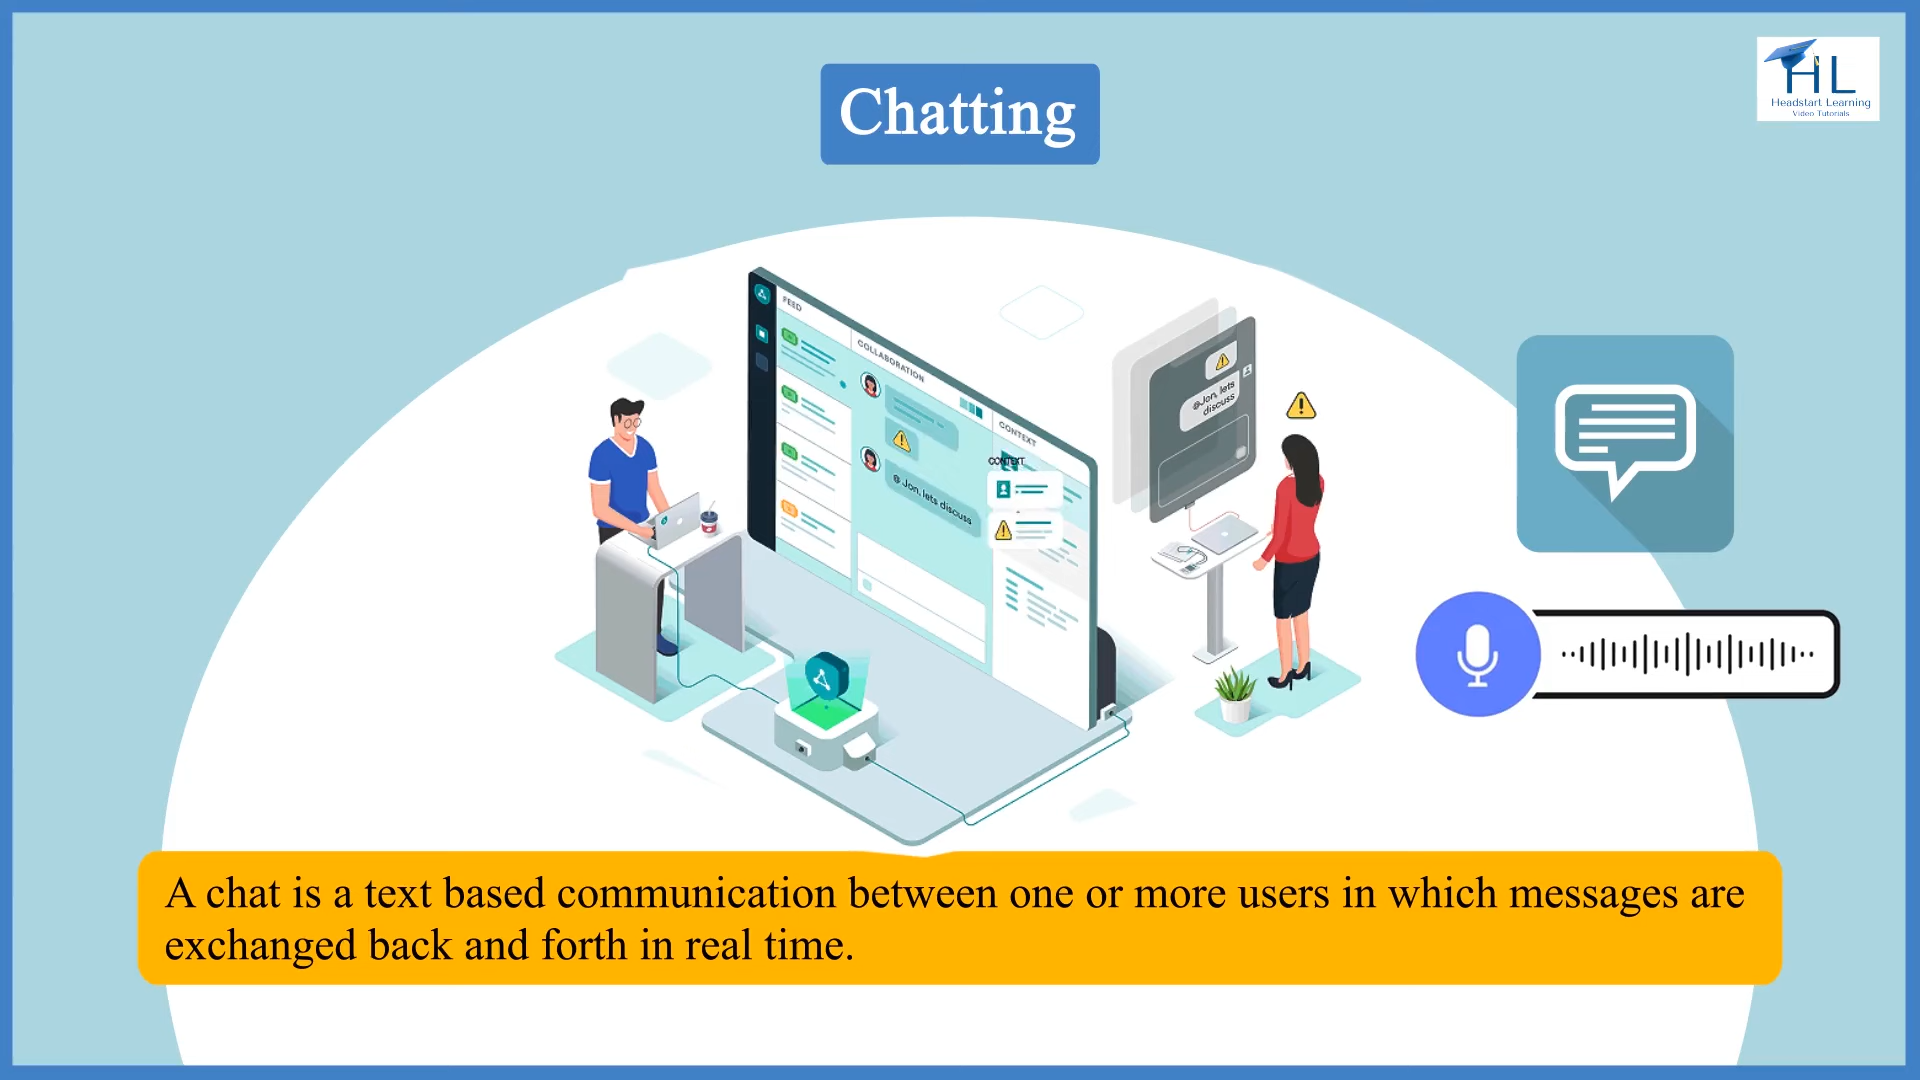 Chatting
HL
Headstart Learning
Video Tutorials
FEED
COLLABORATION
CONTEXT
CONTEXT
@ Jon, lets discuss
@Jon, lets
discuss
A chat is a text based communication between one or more users in which messages are
exchanged back and forth in real time.